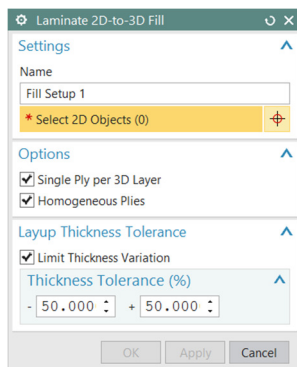 Laminate 2D-to-3D Fill
Settings
Name
Fill Setup 1
* Select 2D Objects (0)
Options
Single Ply per 3D Layer
Homogeneous Plies
Layup Thickness Tolerance
Limit Thickness Variation
Thickness Tolerance (%)
- 50.000 + 50.000
OK Apply Cancel